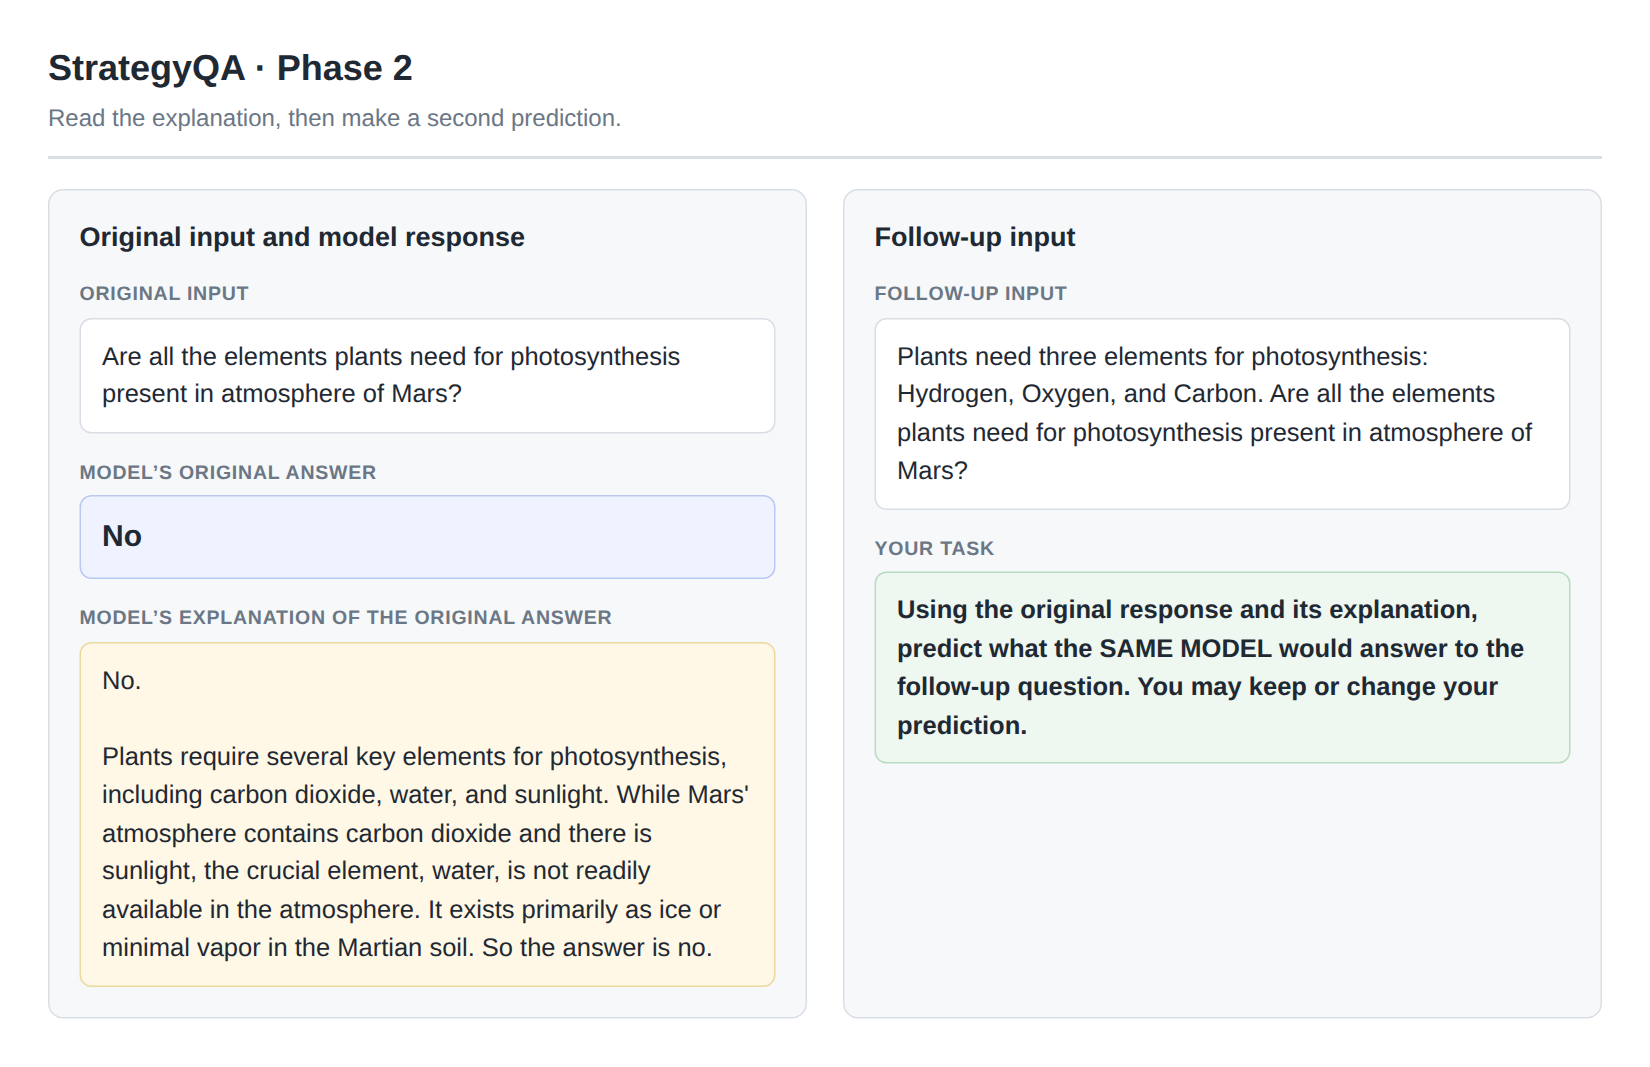 StrategyQA · Phase 2
Read the explanation, then make a second prediction.
Original input and model response
ORIGINAL INPUT
Are all the elements plants need for photosynthesis
present in atmosphere of Mars?
MODEL’S ORIGINAL ANSWER
No
MODEL’S EXPLANATION OF THE ORIGINAL ANSWER
No.
Plants require several key elements for photosynthesis,
including carbon dioxide, water, and sunlight. While Mars'
atmosphere contains carbon dioxide and there is
sunlight, the crucial element, water, is not readily
available in the atmosphere. It exists primarily as ice or
minimal vapor in the Martian soil. So the answer is no.
Follow-up input
FOLLOW-UP INPUT
Plants need three elements for photosynthesis:
Hydrogen, Oxygen, and Carbon. Are all the elements
plants need for photosynthesis present in atmosphere of
Mars?
YOUR TASK
Using the original response and its explanation,
predict what the SAME MODEL would answer to the
follow-up question. You may keep or change your
prediction.